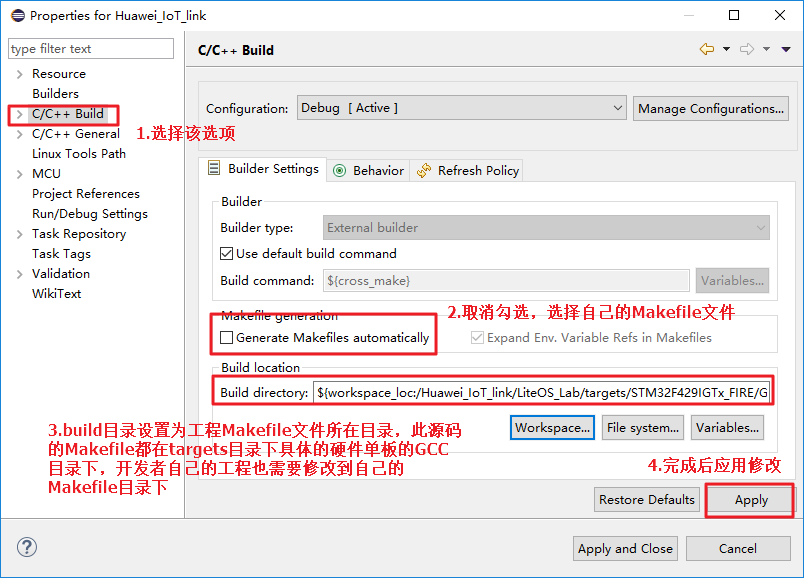 Properties for Huawei_IoT_link
type filter text
Resource
Builders
C/C++ Build
C/C++ General
Linux Tools Path
MCU
Project References
Run/Debug Settings
Task Repository
Task Tags
Validation
WikiText
1.选择该选项
C/C++ Build
Configuration:
Debug [ Active ]
Manage Configurations...
Builder Settings
Behavior
Refresh Policy
Builder
Builder type:
External builder
Use default build command
Build command:
${cross_make}
Variables...
2.取消勾选，选择自己的Makefile文件
Makefile generation
Generate Makefiles automatically
Expand Env. Variable Refs in Makefiles
Build location
Build directory:
${workspace_loc:/Huawei_IoT_link/LiteOS_Lab/targets/STM32F429IGTx_FIRE/G
Workspace...
File system...
Variables...
3.build目录设置为工程Makefile文件所在目录，此源码
的Makefile都在targets目录下具体的硬件单板的GCC
目录下，开发者自己的工程也需要修改到自己的
Makefile目录下
4.完成后应用修改
Restore Defaults
Apply
?
Apply and Close
Cancel